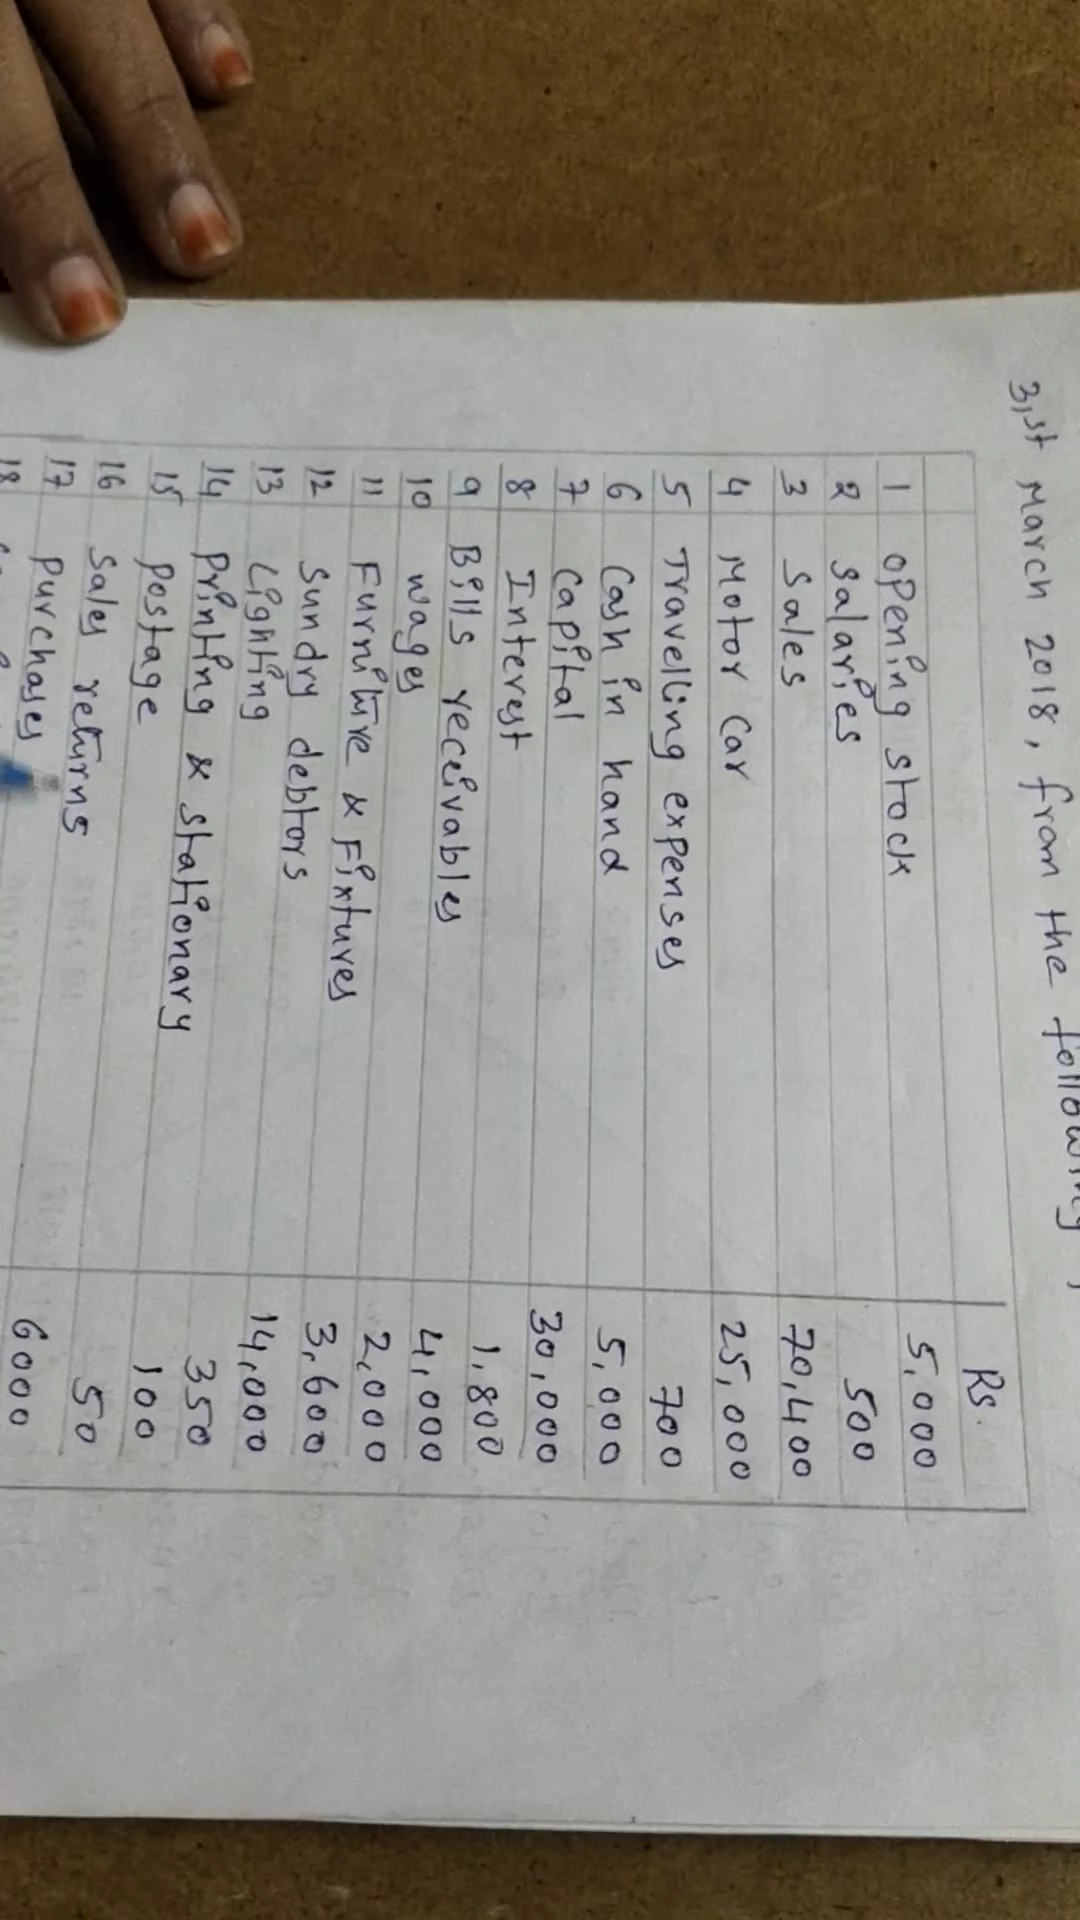 31st March 2018, from the following
Rs.
1 opening stock 5,000
2 salaries 500
3 sales 70,400
4 Motor Car 25,000
5 Travelling expenses 700
6 Cash in hand 5,000
7 Capital 30,000
8 Interest 1,800
9 Bills receivables 4,000
10 wages 2,000
11 Furniture & Fixtures 3,600
12 Sundry debtors 14,000
13 Lighting 350
14 Printing & stationary 100
15 postage 50
16 sales returns 6000
17 purchases
18